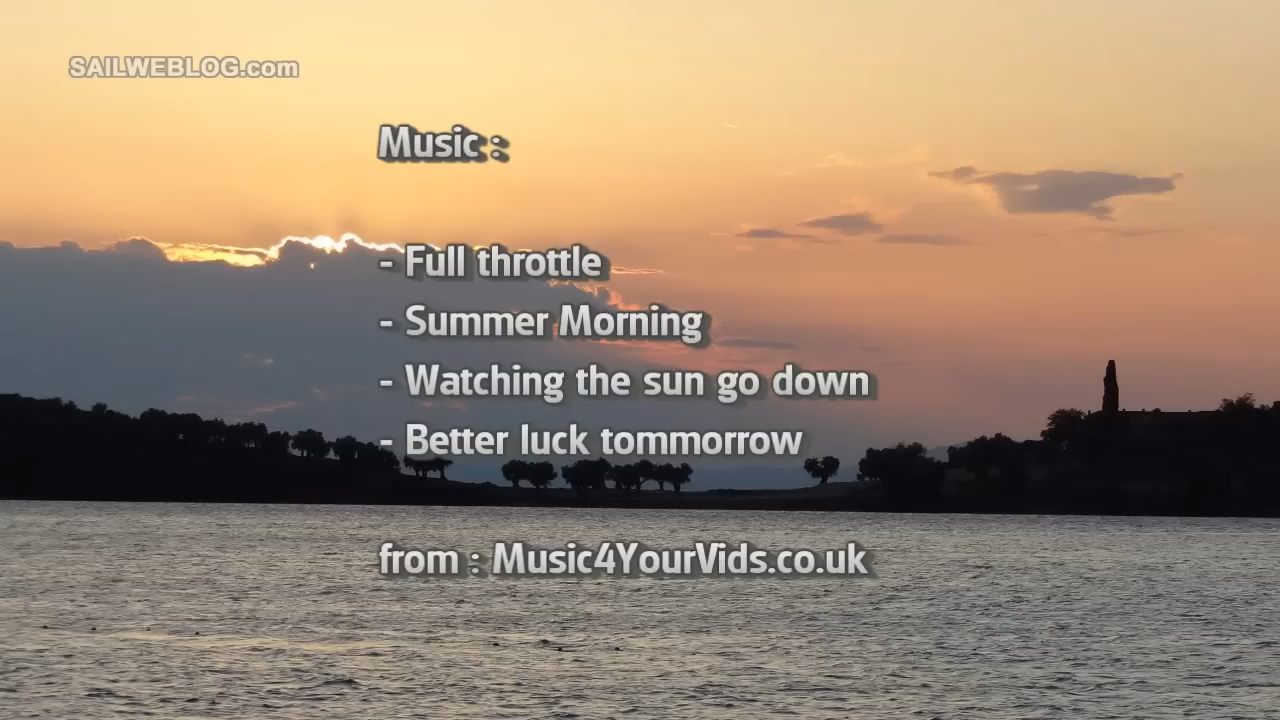 SAILWEBLOG.com
Music :
- Full throttle
- Summer Morning
- Watching the sun go down
- Better luck tommorrow
from : Music4YourVids.co.uk